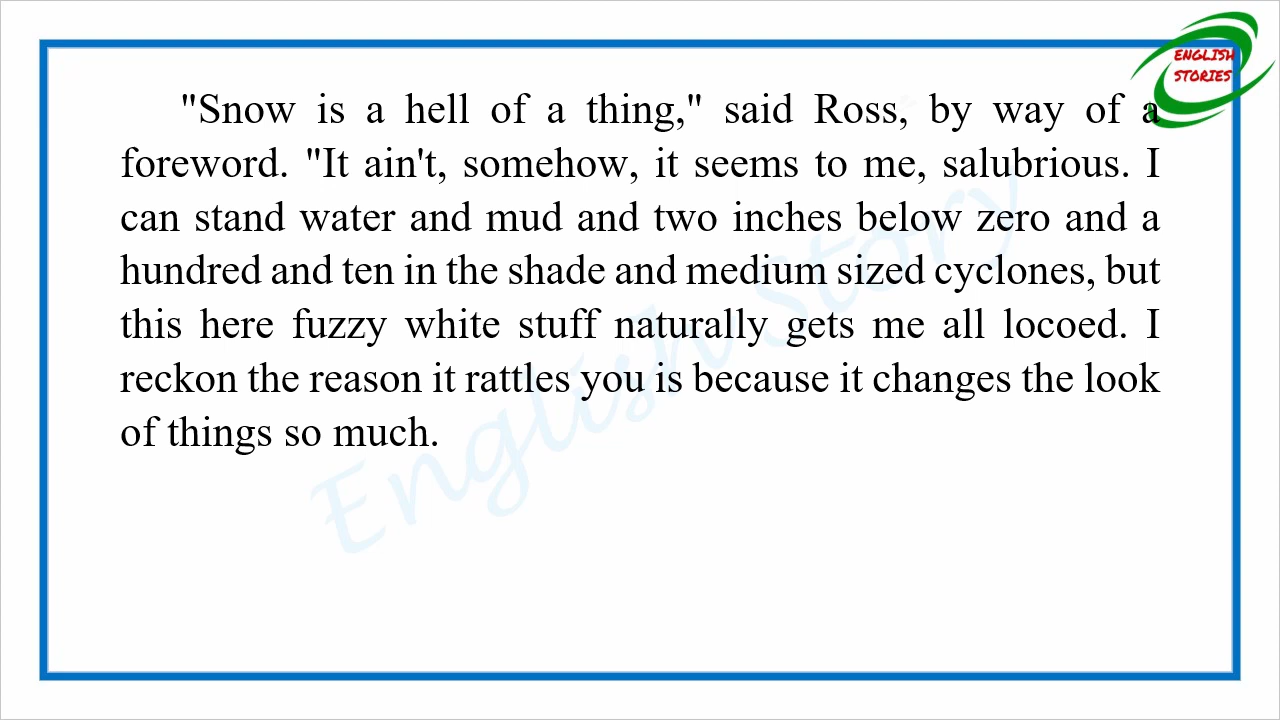 ENGLISH
STORIES
"Snow is a hell of a thing," said Ross, by way of a
foreword. "It ain't, somehow, it seems to me, salubrious. I
can stand water and mud and two inches below zero and a
hundred and ten in the shade and medium sized cyclones, but
this here fuzzy white stuff naturally gets me all locoed. I
reckon the reason it rattles you is because it changes the look
of things so much.
English Story